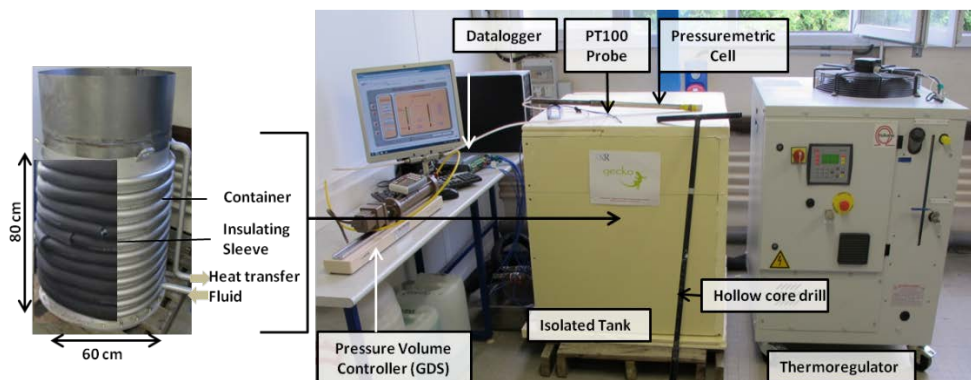 Datalogger
PT100
Probe
Pressuremetric
Cell
gecko
80 cm
Container
Insulating
Sleeve
Heat transfer
Fluid
60 cm
Hollow core drill
Isolated Tank
Pressure Volume
Controller (GDS)
Thermoregulator